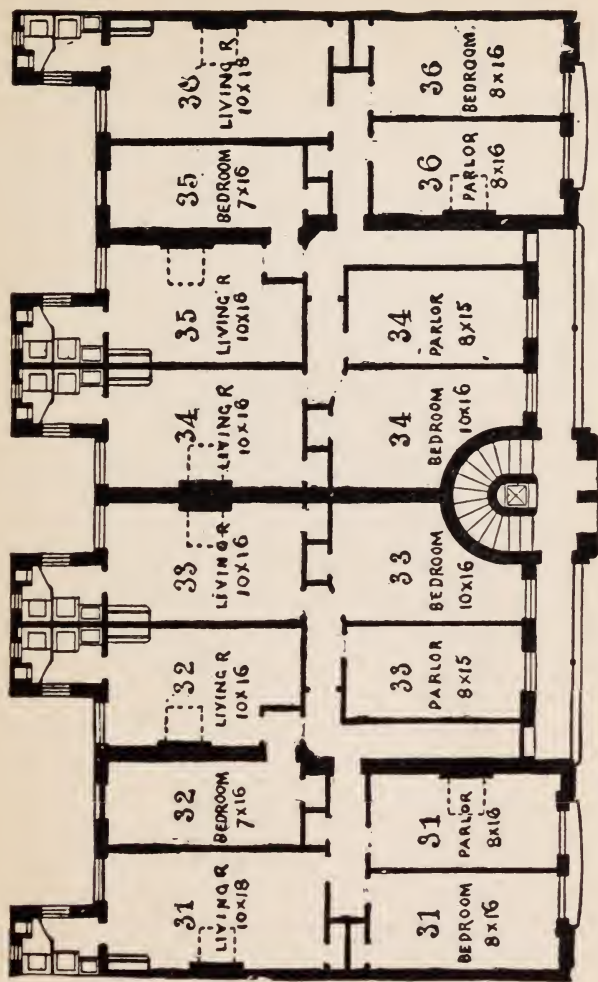 31
LIVING R
10X18
32
BEDROOM
7X16
32
LIVING R
10X16
33
LIVING R
10X16
34
LIVING R
10X16
35
LIVING R
10X16
35
BEDROOM
7X16
36
LIVING R
10X18
31
BEDROOM
8X16
31
PARLOR
8X16
33
PARLOR
8X15
33
BEDROOM
10X16
34
BEDROOM
10X16
34
PARLOR
8X15
36
PARLOR
8X16
36
BEDROOM
8X16